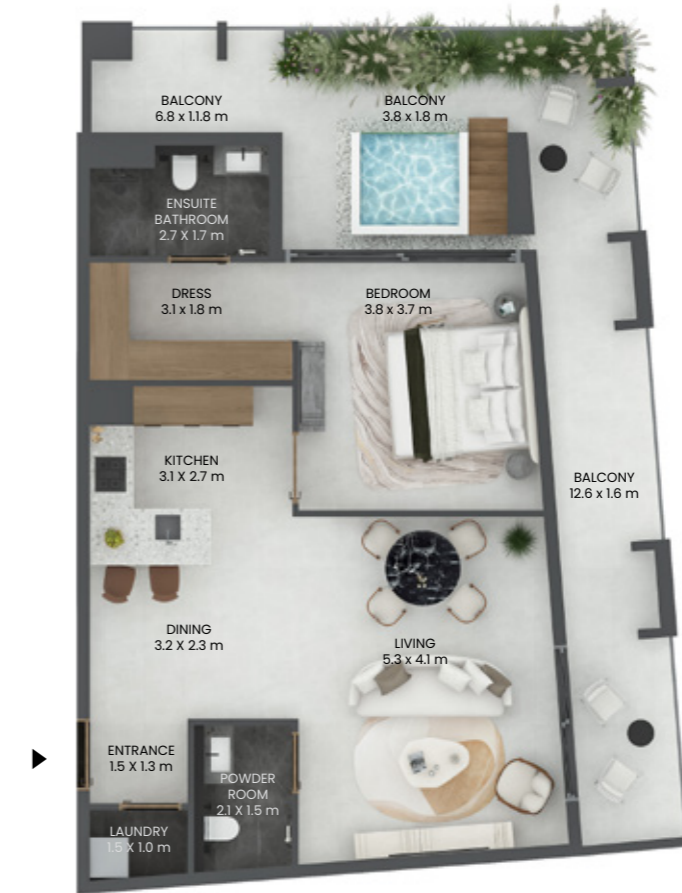 BALCONY
6.8 x 1.1.8 m
BALCONY
3.8 x 1.8 m
ENSUITE
BATHROOM
2.7 X 1.7 m
DRESS
3.1 x 1.8 m
BEDROOM
3.8 x 3.7 m
KITCHEN
3.1 X 2.7 m
BALCONY
12.6 x 1.6 m
DINING
3.2 X 2.3 m
LIVING
5.3 x 4.1 m
ENTRANCE
1.5 X 1.3 m
POWDER
ROOM
2.1 X 1.5 m
LAUNDRY
1.5 X 1.0 m